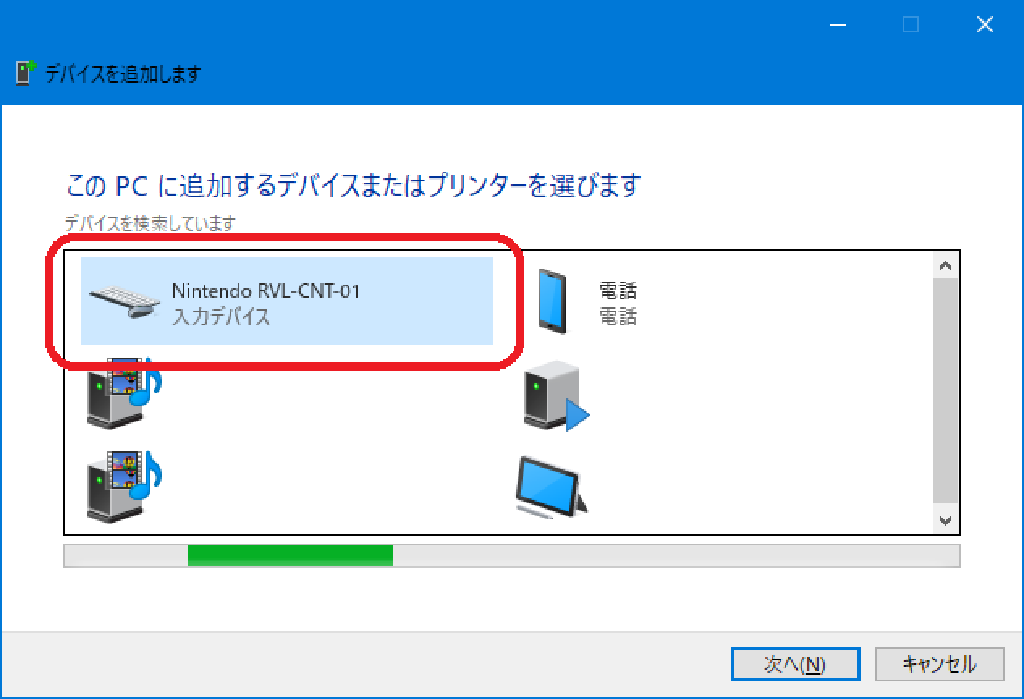 デバイスを追加します
この PC に追加するデバイスまたはプリンターを選びます
デバイスを検索しています
Nintendo RVL-CNT-01
入力デバイス
電話
電話
次へ(N)
キャンセル